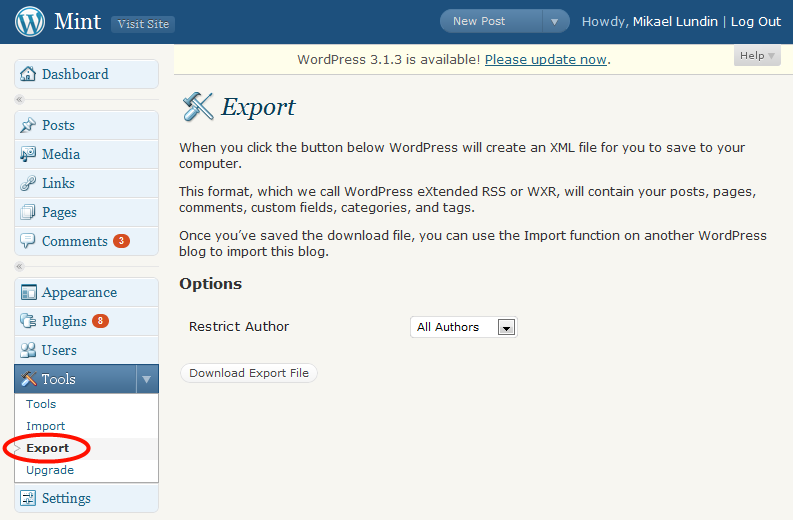 Mint
Visit Site
New Post
Howdy, Mikael Lundin | Log Out
WordPress 3.1.3 is available! Please update now.
Help
Dashboard
Posts
Media
Links
Pages
Comments 3
Appearance
Plugins 8
Users
Tools
Tools
Import
Export
Upgrade
Settings
Export
When you click the button below WordPress will create an XML file for you to save to your
computer.
This format, which we call WordPress eXtended RSS or WXR, will contain your posts, pages,
comments, custom fields, categories, and tags.
Once you’ve saved the download file, you can use the Import function on another WordPress
blog to import this blog.
Options
Restrict Author
All Authors
Download Export File